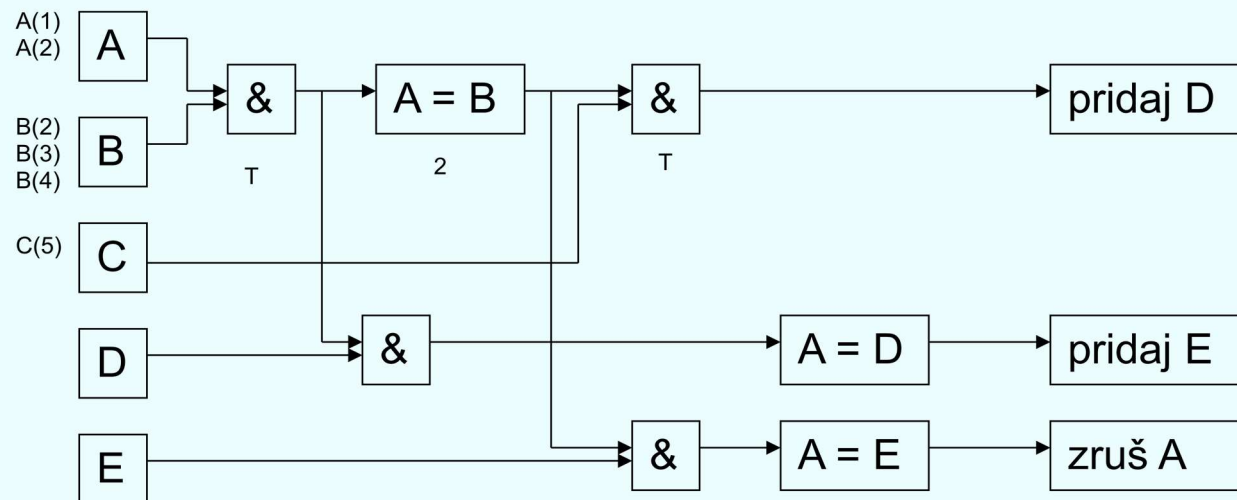 A(1)
A(2)
A
& A = B & pridaj D
B(2)
B(3)
B(4)
B
T 2 T
C(5)
C
D & A = D pridaj E
E & A = E zruš A